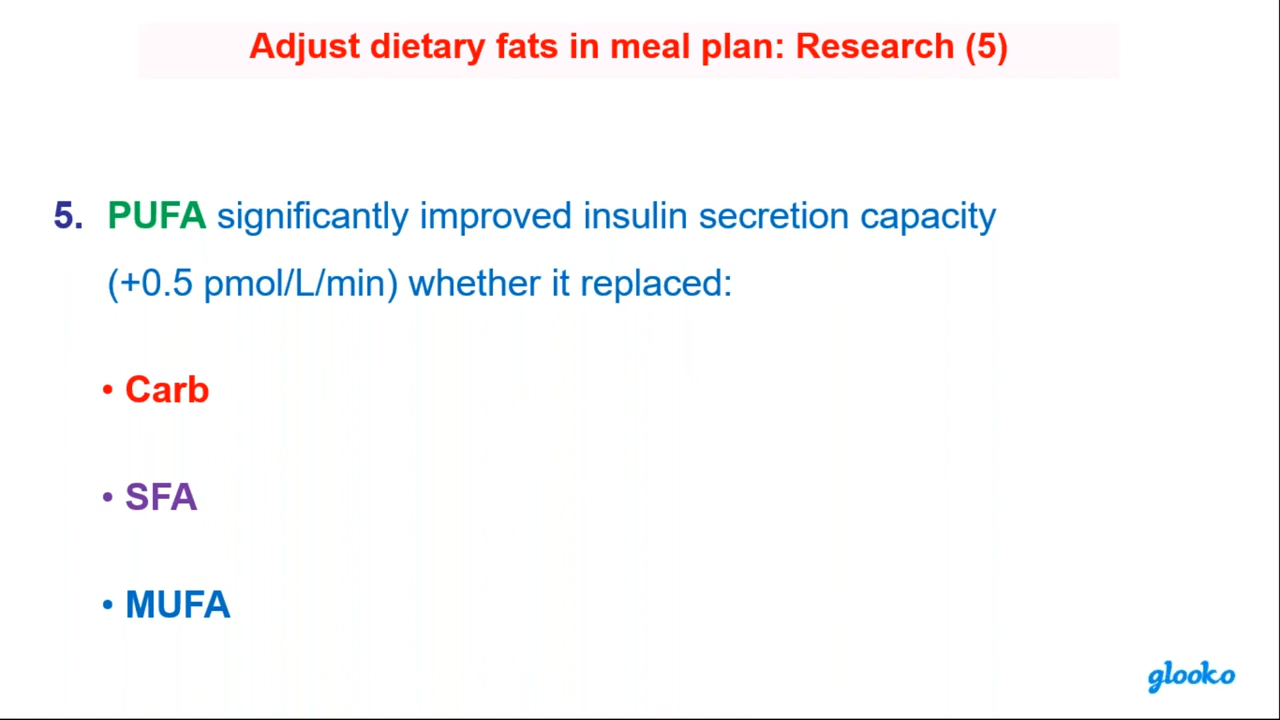 Adjust dietary fats in meal plan: Research (5)
5. PUFA significantly improved insulin secretion capacity
(+0.5 pmol/L/min) whether it replaced:
• Carb
• SFA
• MUFA
glooko